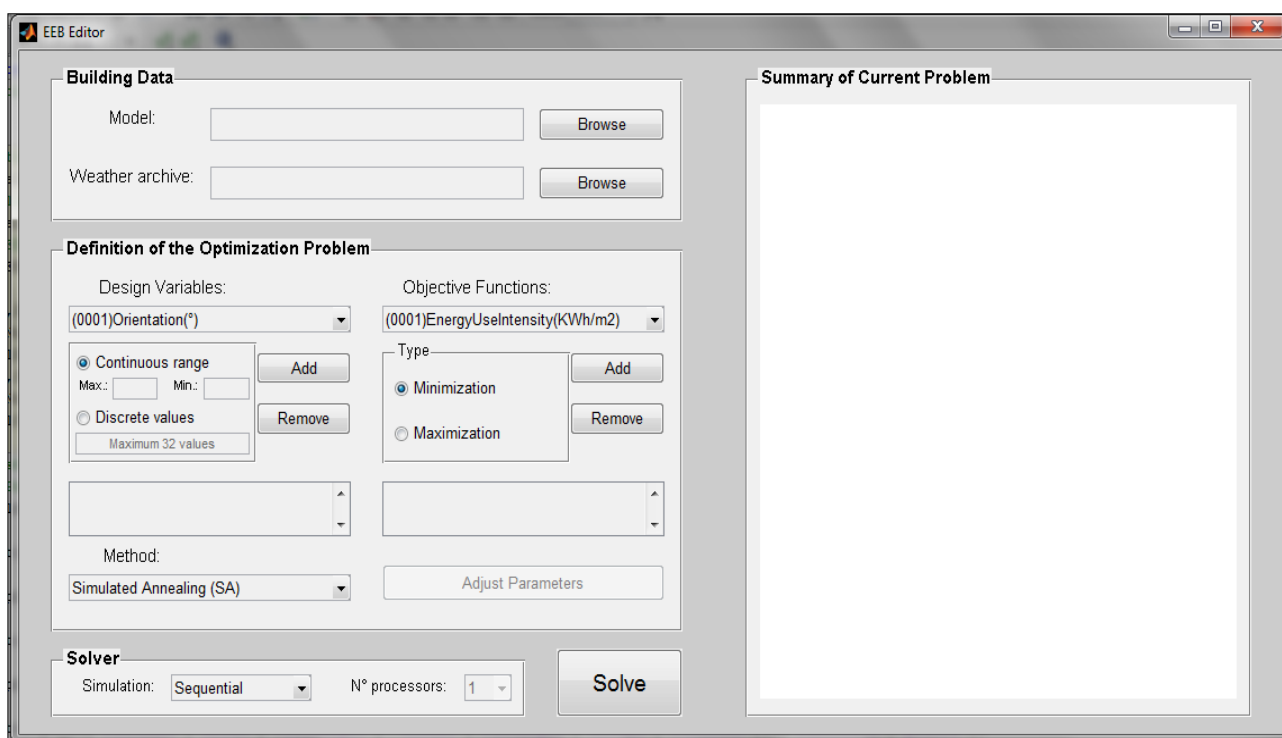 EEB Editor
Building Data
Model:
Browse
Weather archive:
Browse
Definition of the Optimization Problem
Design Variables:
(0001)Orientation(°)
Continuous range
Max.: Min.:
Discrete values
Maximum 32 values
Add
Remove
Objective Functions:
(0001)EnergyUseIntensity(KWh/m2)
Type
Minimization
Maximization
Add
Remove
Method:
Simulated Annealing (SA)
Adjust Parameters
Solver
Simulation: Sequential N° processors: 1
Solve
Summary of Current Problem